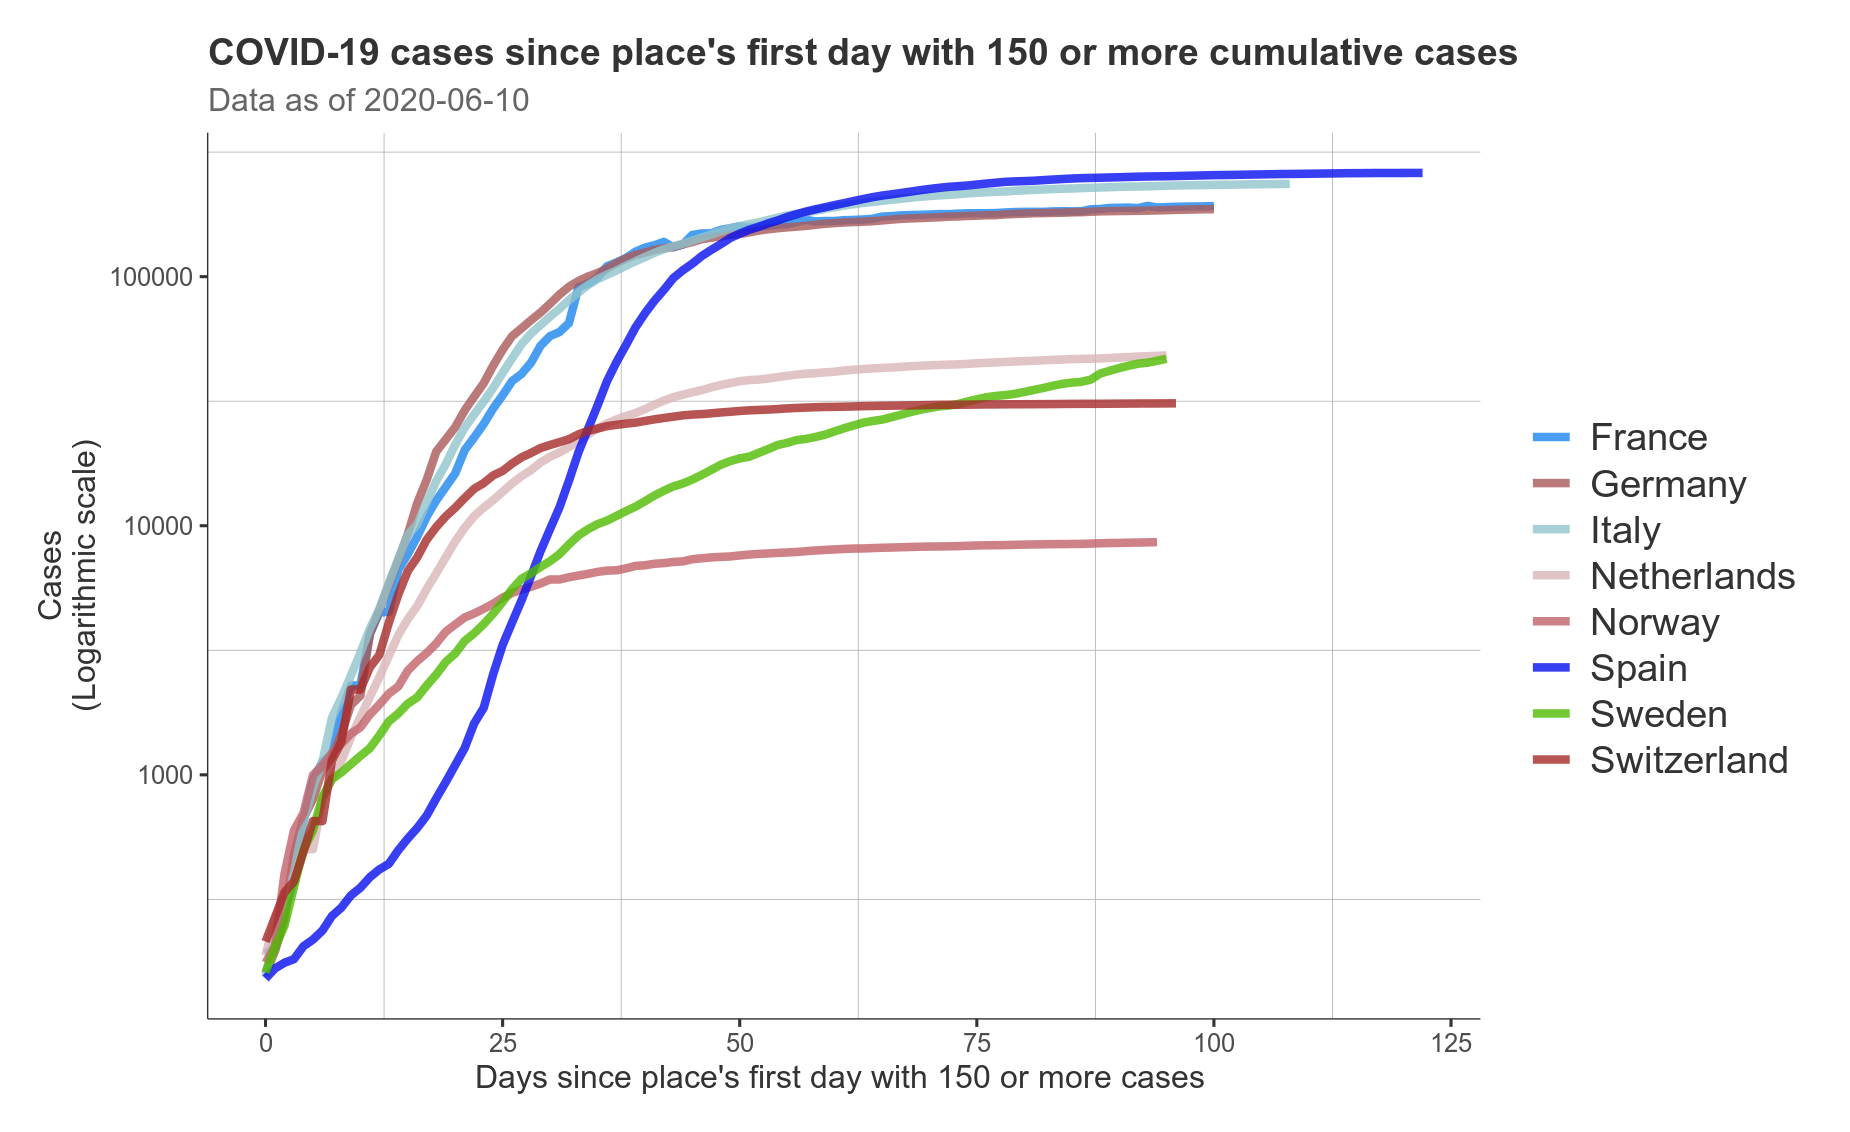 COVID-19 cases since place's first day with 150 or more cumulative cases
Data as of 2020-06-10
Cases
(Logarithmic scale)
100000
10000
1000
0
25
50
75
100
125
Days since place's first day with 150 or more cases
France
Germany
Italy
Netherlands
Norway
Spain
Sweden
Switzerland